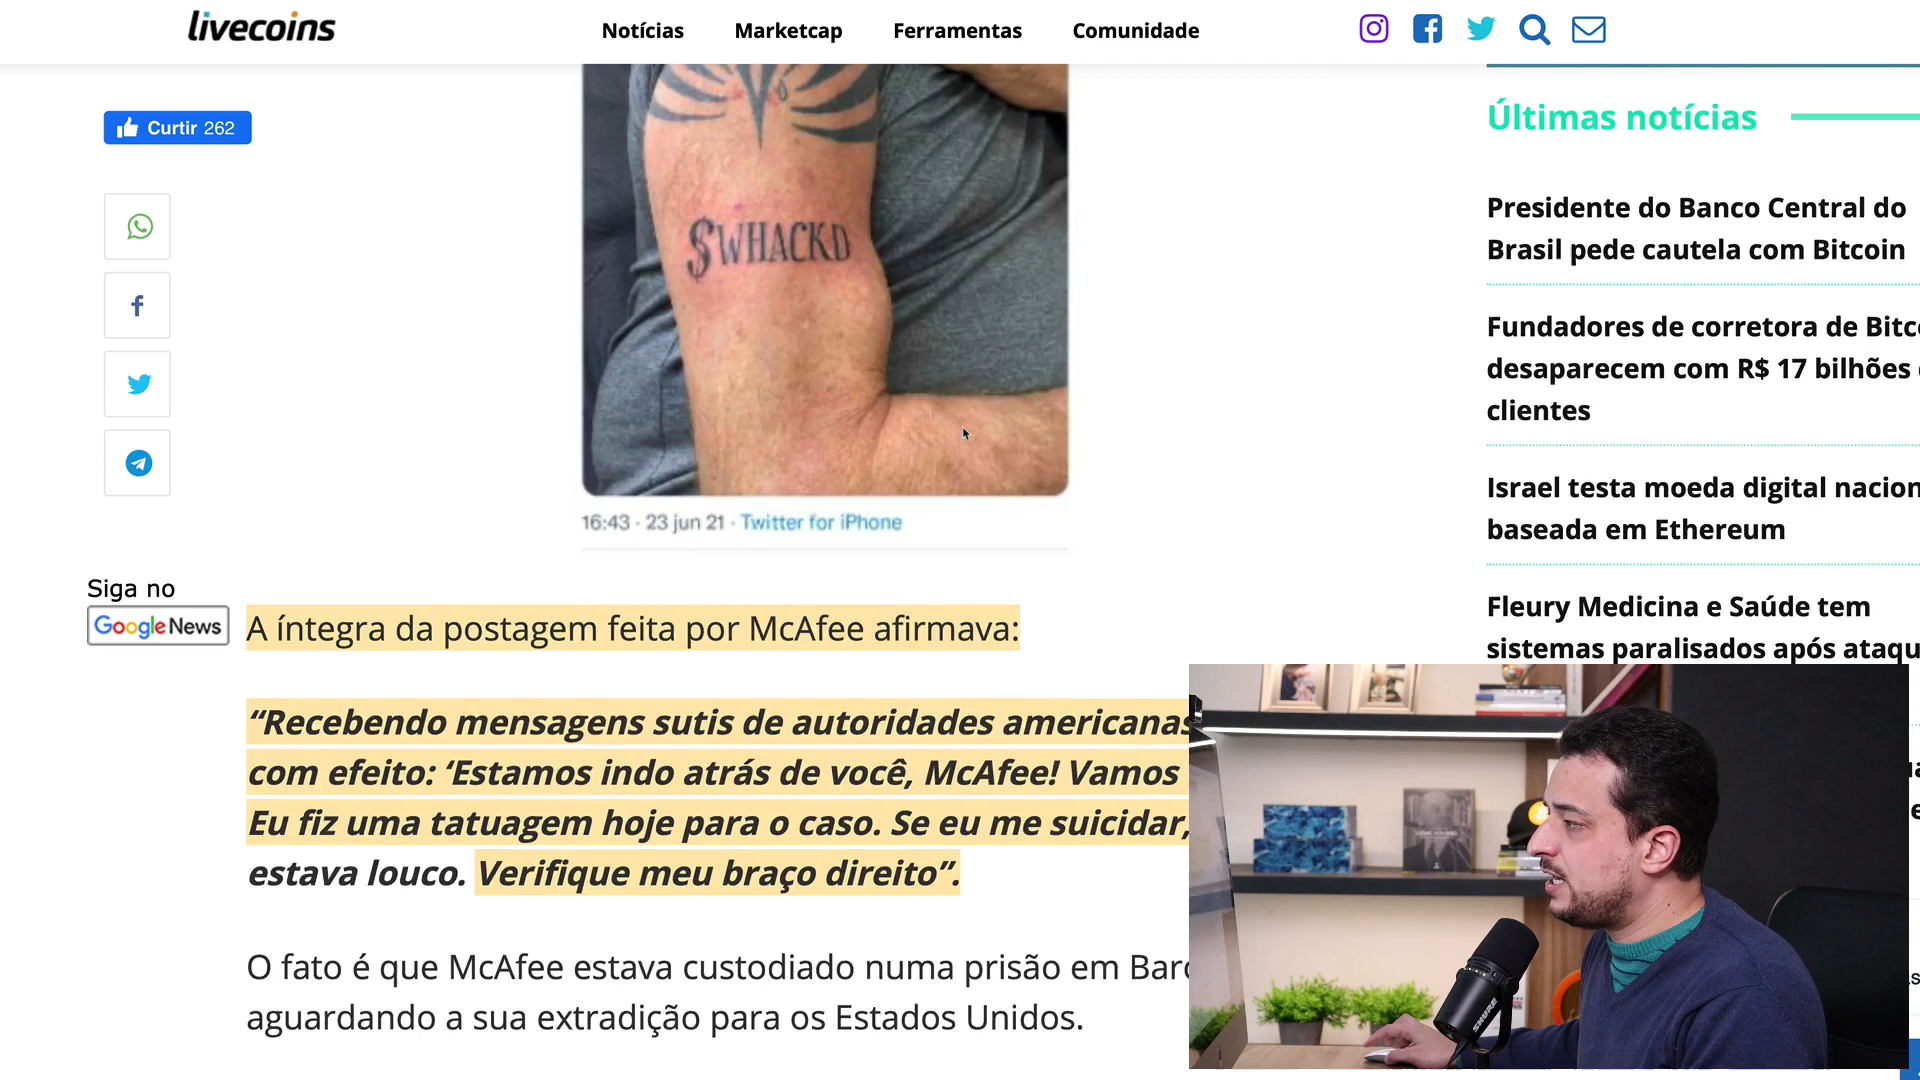 livecoins
Notícias
Marketcap
Ferramentas
Comunidade
Curtir 262
$WHACKD
16:43 · 23 jun 21 · Twitter for iPhone
Siga no
Google News
A íntegra da postagem feita por McAfee afirmava:
“Recebendo mensagens sutis de autoridades americanas
com efeito: ‘Estamos indo atrás de você, McAfee! Vamos
Eu fiz uma tatuagem hoje para o caso. Se eu me suicidar,
estava louco. Verifique meu braço direito”.
O fato é que McAfee estava custodiado numa prisão em Barc
aguardando a sua extradição para os Estados Unidos.
Últimas notícias
Presidente do Banco Central do
Brasil pede cautela com Bitcoin
Fundadores de corretora de Bitc
desaparecem com R$ 17 bilhões
clientes
Israel testa moeda digital nacion
baseada em Ethereum
Fleury Medicina e Saúde tem
sistemas paralisados após ataqu
SHURE